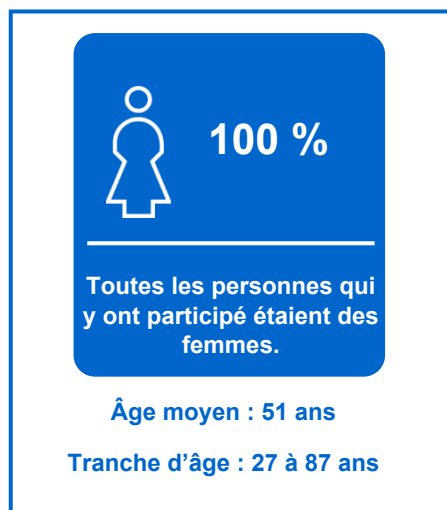 100 %
Toutes les personnes qui
y ont participé étaient des
femmes.
Âge moyen : 51 ans
Tranche d’âge : 27 à 87 ans